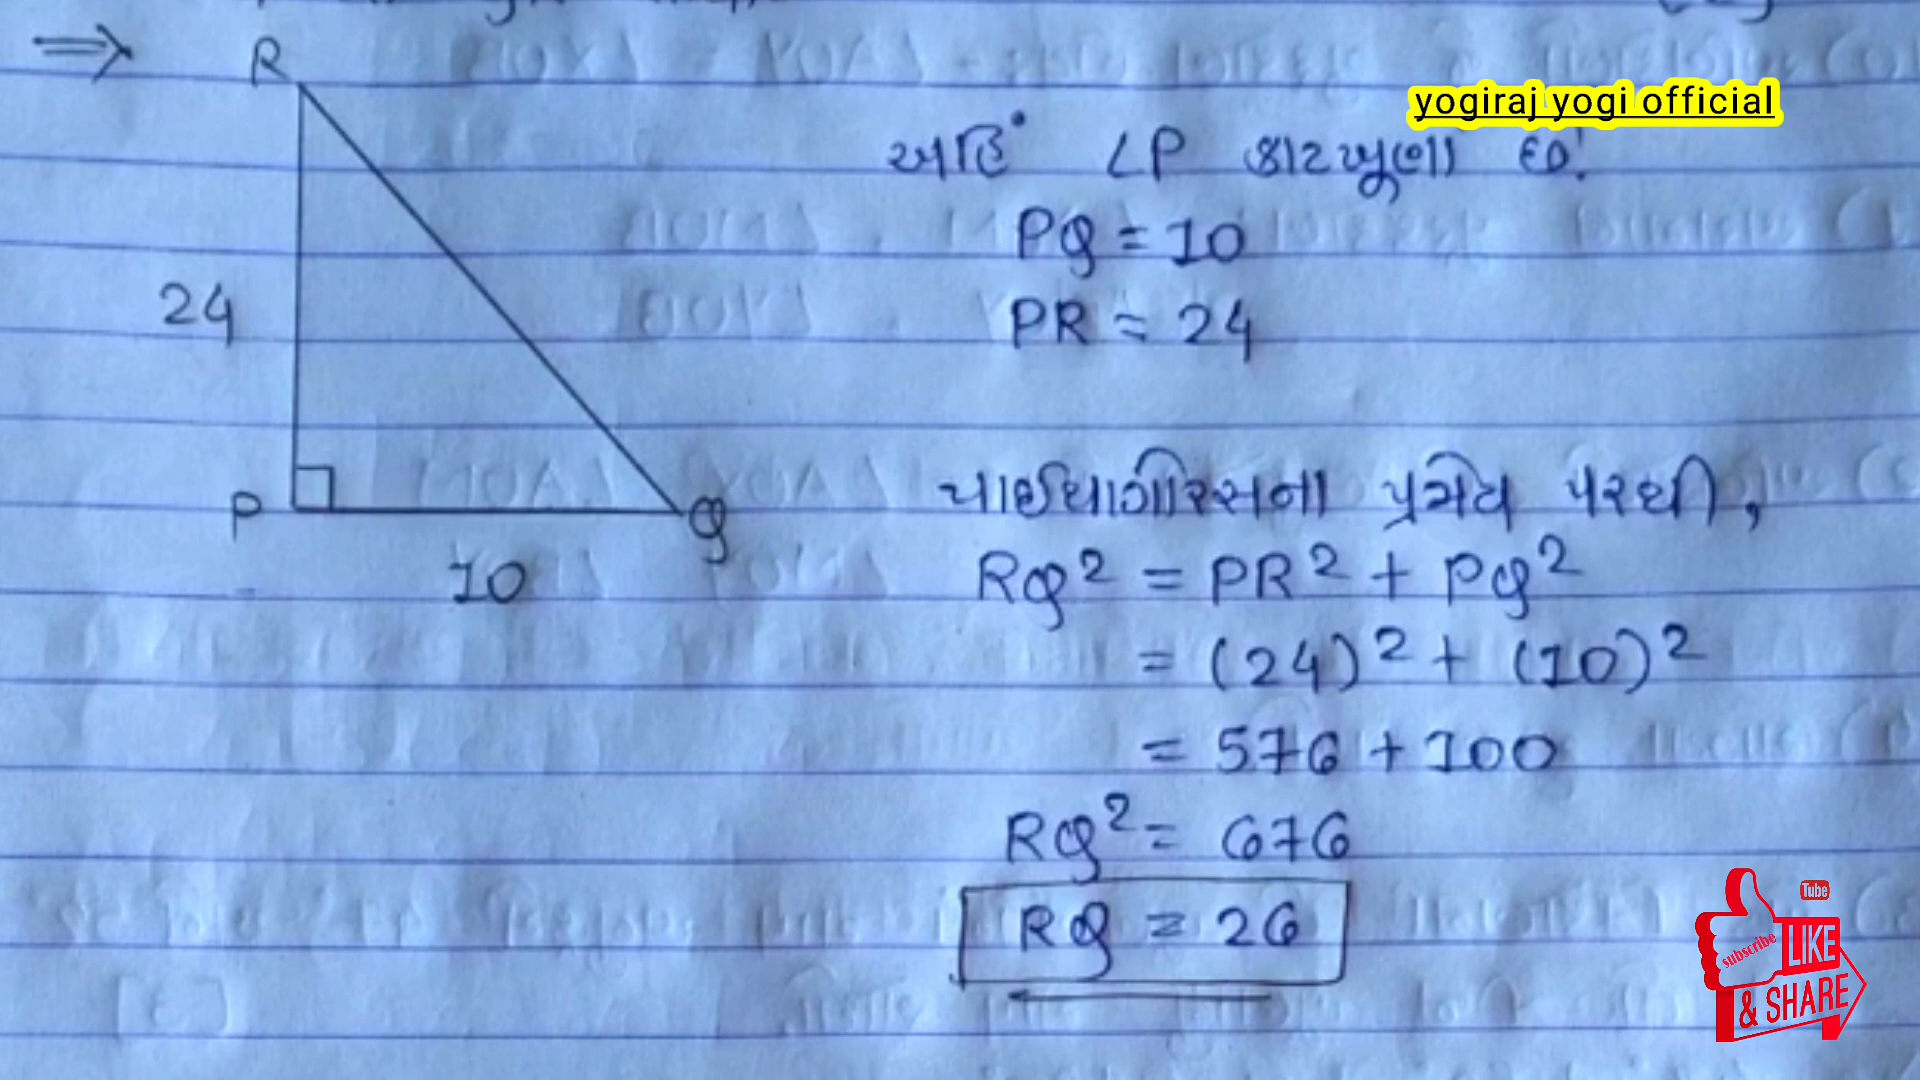 ⇒ R
yogiraj yogi official
અહિં ∠P કાટખૂણો છે.
PQ = 10
PR = 24
24
P
Q
10
પાઈથાગોરસના પ્રમેય પરથી,
RQ² = PR² + PQ²
= (24)² + (10)²
= 576 + 100
RQ² = 676
RQ = 26
Tube
subscribe
LIKE
& SHARE